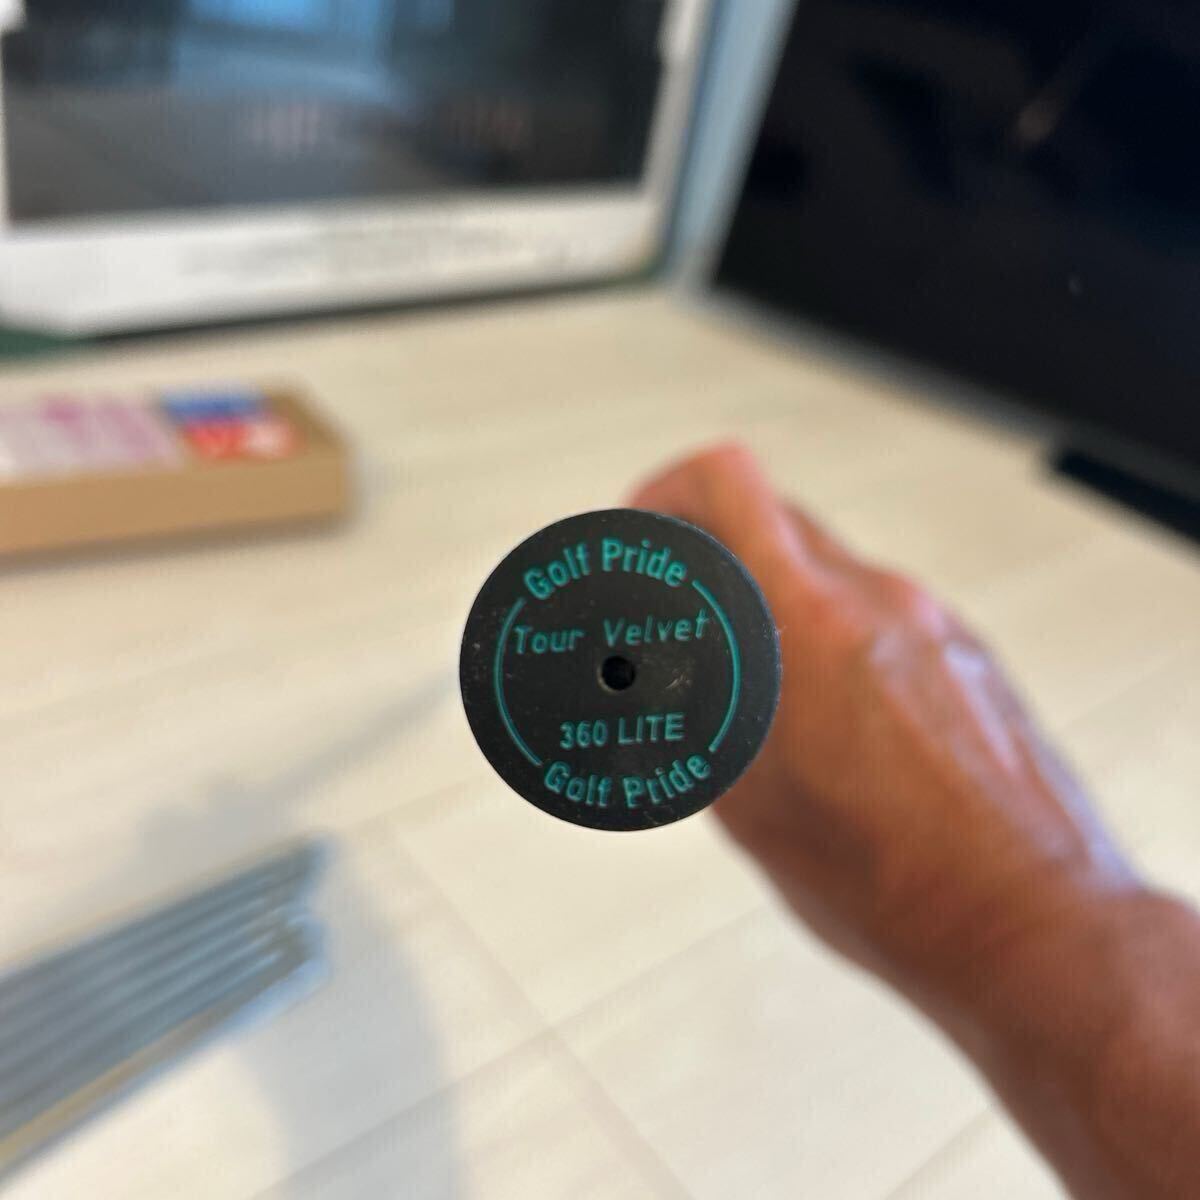 Golf Pride
Tour Velvet
360 LITE
Golf Pride